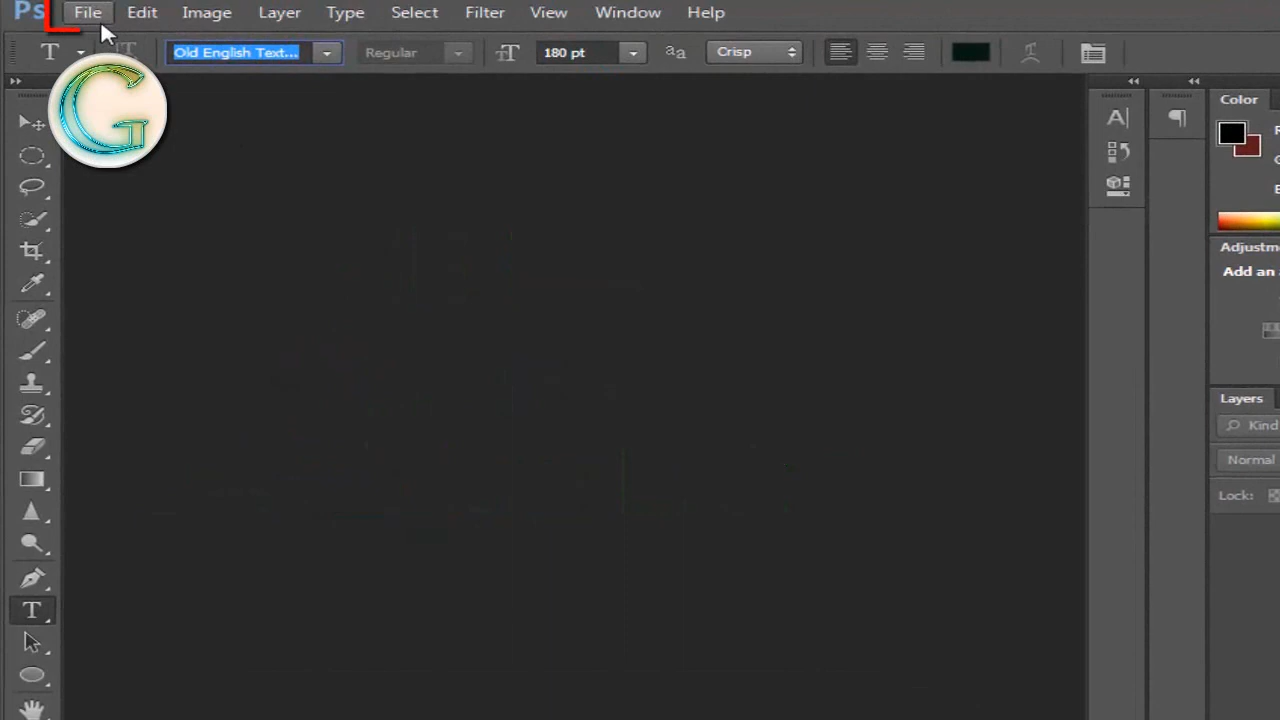 Ps File Edit Image Layer Type Select Filter View Window Help
T Old English Text... Regular 180 pt Crisp
G
Color
Adjustm
Add an
Layers
Kind
Normal
Lock:
T